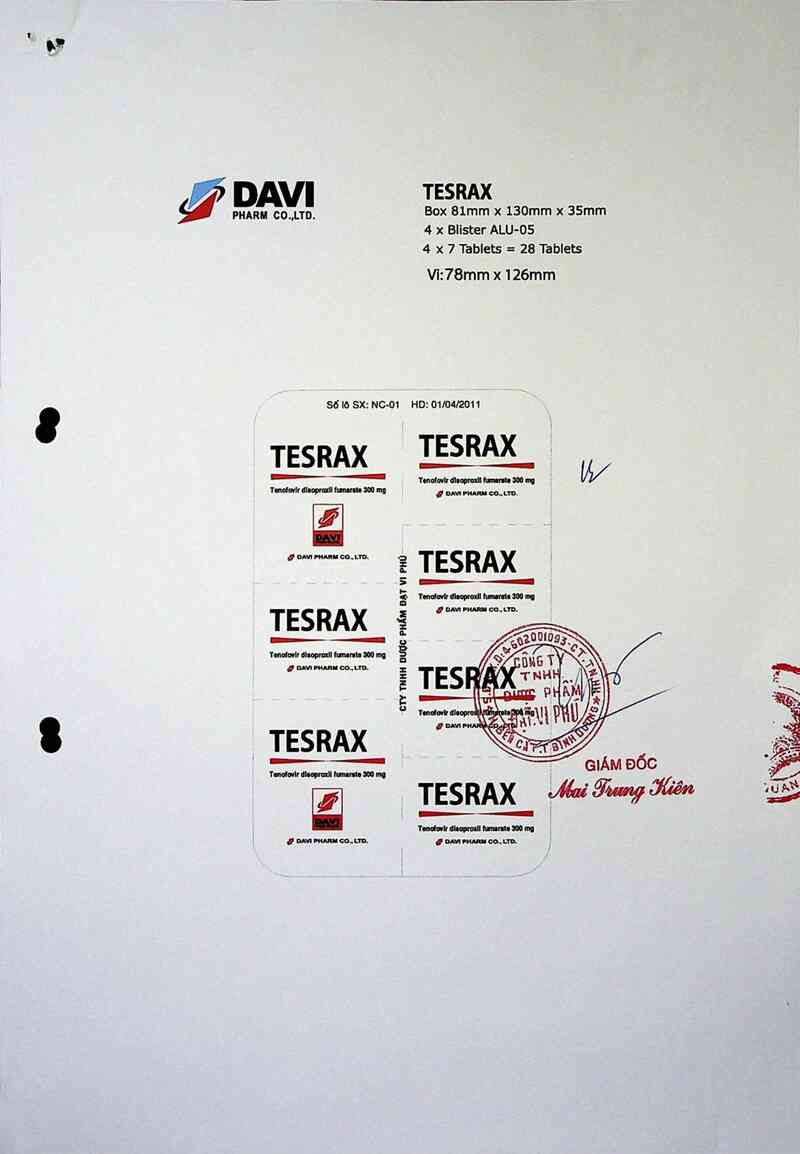 DAVI
PHARM CO.,LTD.
TESRAX
Box 81mm x 130mm x 35mm
4 x Blister ALU-05
4 x 7 Tablets = 28 Tablets
Vỉ:78mm x 126mm
Số lô SX: NC-01 HD: 01/04/2011
TESRAX
Tenofovir disoproxil fumarate 300 mg
DAVI
DAVI PHARM CO., LTD.
TESRAX
Tenofovir disoproxil fumarate 300 mg
DAVI PHARM CO., LTD.
TESRAX
Tenofovir disoproxil fumarate 300 mg
DAVI
DAVI PHARM CO., LTD.
CTY TNHH DƯỢC PHẨM ĐẠT VI PHÚ
TESRAX
Tenofovir disoproxil fumarate 300 mg
DAVI PHARM CO., LTD.
TESRAX
Tenofovir disoproxil fumarate 300 mg
DAVI PHARM CO., LTD.
TESRAX
Tenofovir disoproxil fumarate 300 mg
DAVI PHARM CO., LTD.
TESRAX
Tenofovir disoproxil fumarate 300 mg
DAVI PHARM CO., LTD.
4602001093-C.T.T.N.H.H
CÔNG TY
TNHH
DƯỢC PHẨM
ĐẠT VI PHÚ
H.BẾN CÁT.T BÌNH DƯƠNG
GIÁM ĐỐC
Mai Trung Kiên